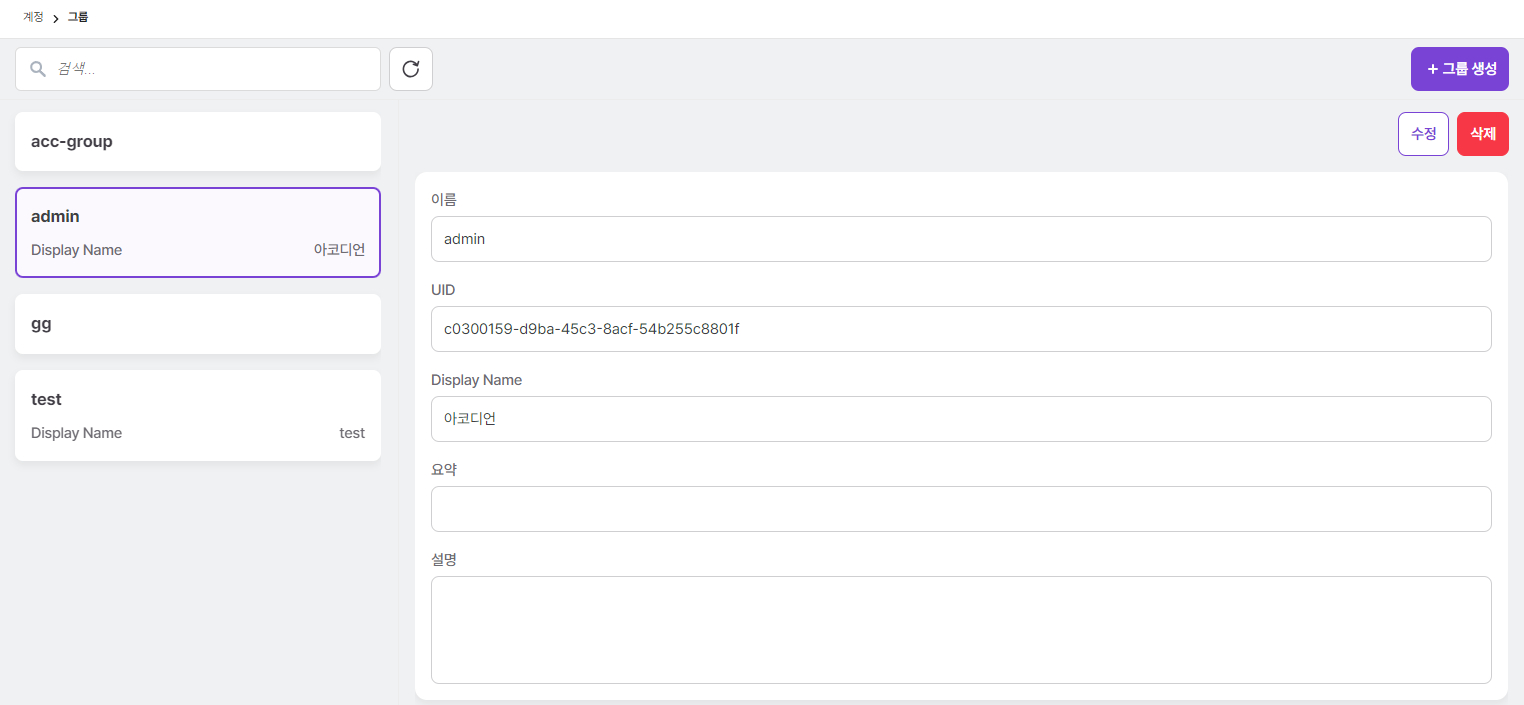 계정 > 그룹
검색...
+ 그룹 생성
acc-group
admin
Display Name 아코디언
gg
test
Display Name test
수정 삭제
이름
admin
UID
c0300159-d9ba-45c3-8acf-54b255c8801f
Display Name
아코디언
요약
설명